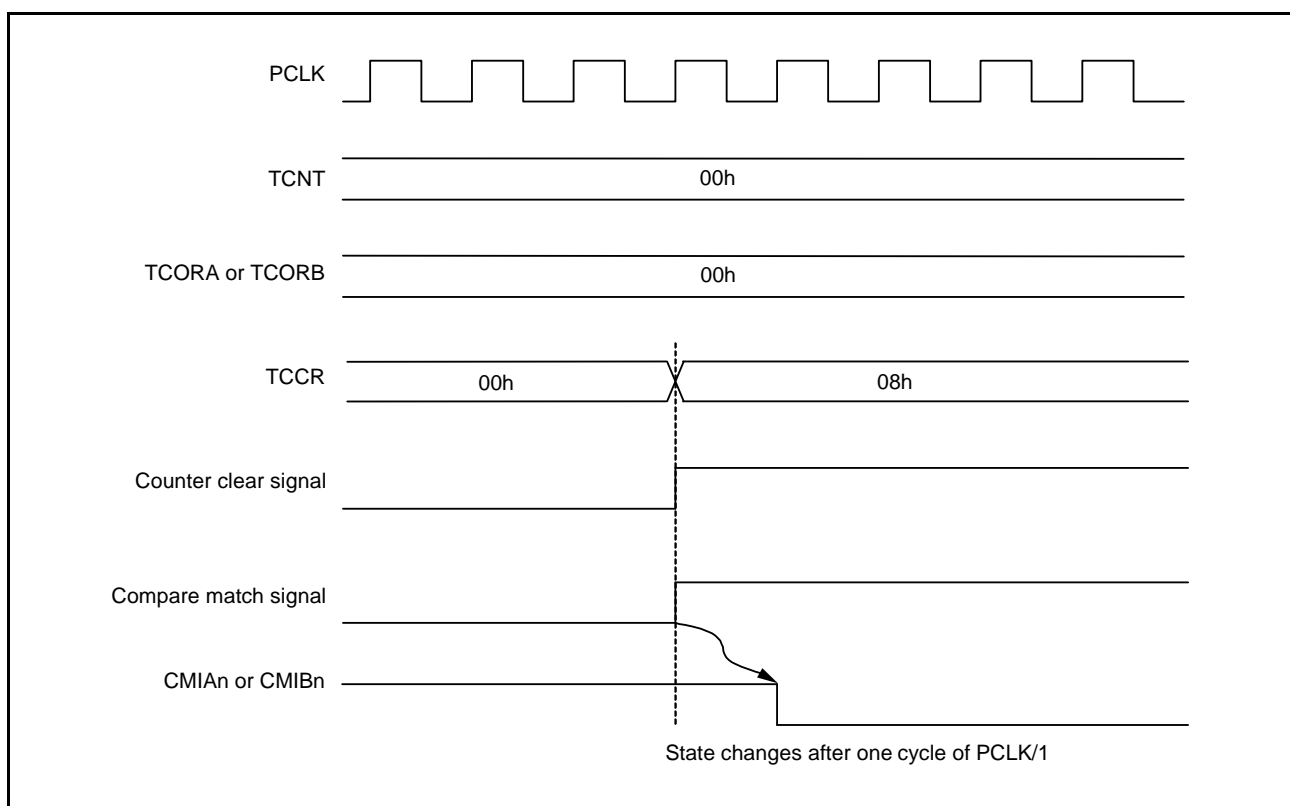 PCLK
TCNT
00h
TCORA or TCORB
00h
TCCR
00h
08h
Counter clear signal
Compare match signal
CMIAn or CMIBn
State changes after one cycle of PCLK/1